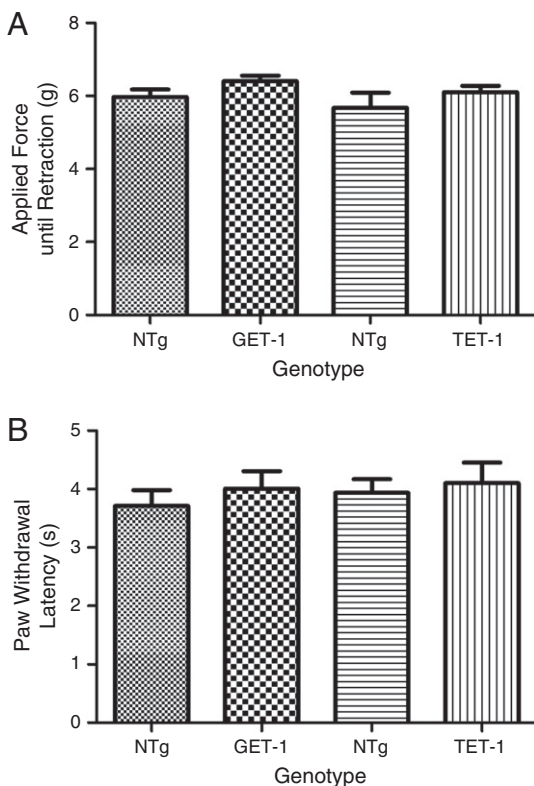 A
Applied Force
until Retraction (g)
8
6
4
2
0
NTg GET-1 NTg TET-1
Genotype
B
Paw Withdrawal
Latency (s)
5
4
3
2
1
0
NTg GET-1 NTg TET-1
Genotype